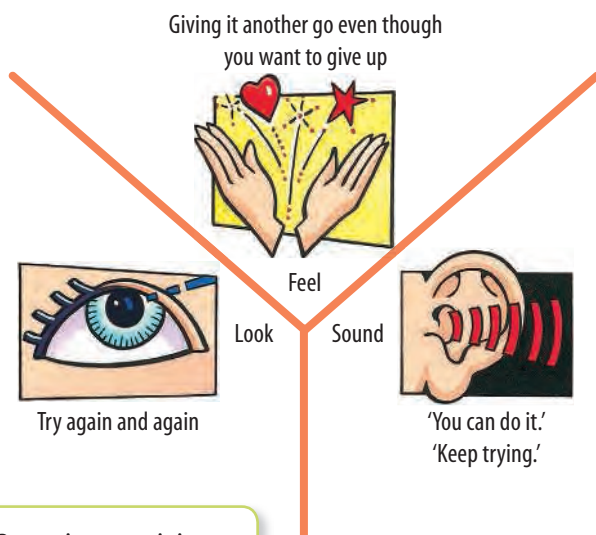 Giving it another go even though
you want to give up
Feel
Look
Sound
Try again and again
'You can do it.'
'Keep trying.'